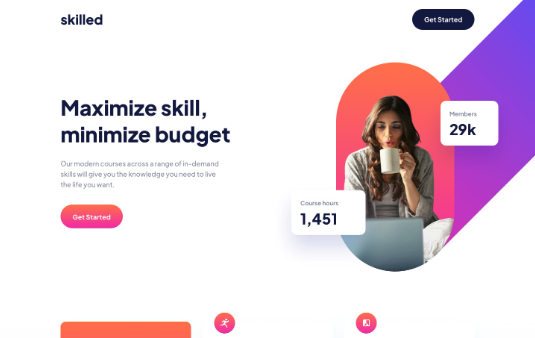 skilled
Get Started
Maximize skill,
minimize budget
Members
29k
Our modern courses across a range of in-demand
skills will give you the knowledge you need to live
the life you want.
Course hours
1,451
Get Started